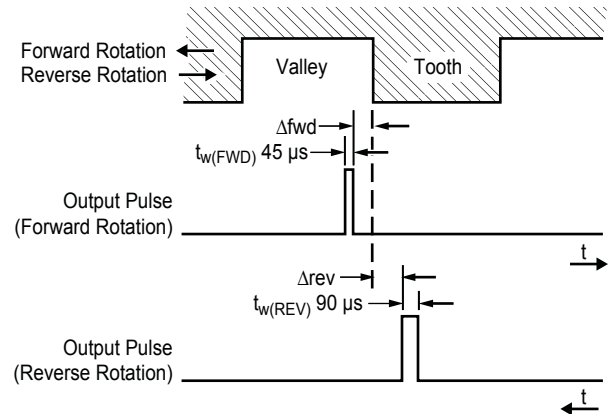 Forward Rotation
Reverse Rotation
Valley
Tooth
Δfwd
tw(FWD) 45 µs
Output Pulse
(Forward Rotation)
t
Δrev
tw(REV) 90 µs
Output Pulse
(Reverse Rotation)
t